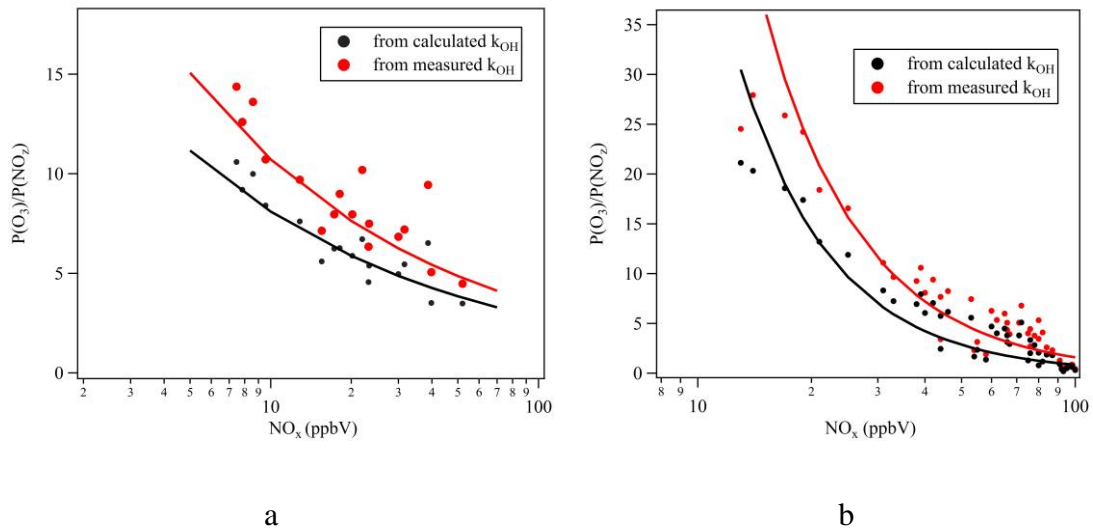 from calculated kOH
from measured kOH
15
10
5
0
P(O3)/P(NOz)
2 3 4 5 6 7 8 9 10 2 3 4 5 6 7 8 9 100
NOx (ppbV)
a
from calculated kOH
from measured kOH
35
30
25
20
15
10
5
0
P(O3)/P(NOz)
8 9 10 2 3 4 5 6 7 8 9 100
NOx (ppbV)
b